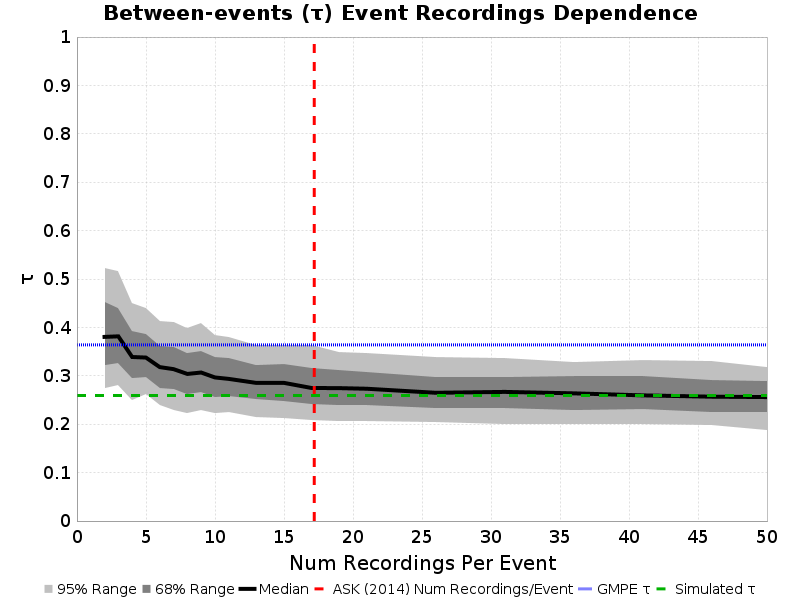 Between-events (τ) Event Recordings Dependence
1
0.9
0.8
0.7
0.6
0.5
0.4
0.3
0.2
0.1
0
τ
0 5 10 15 20 25 30 35 40 45 50
Num Recordings Per Event
95% Range 68% Range Median ASK (2014) Num Recordings/Event GMPE τ Simulated τ